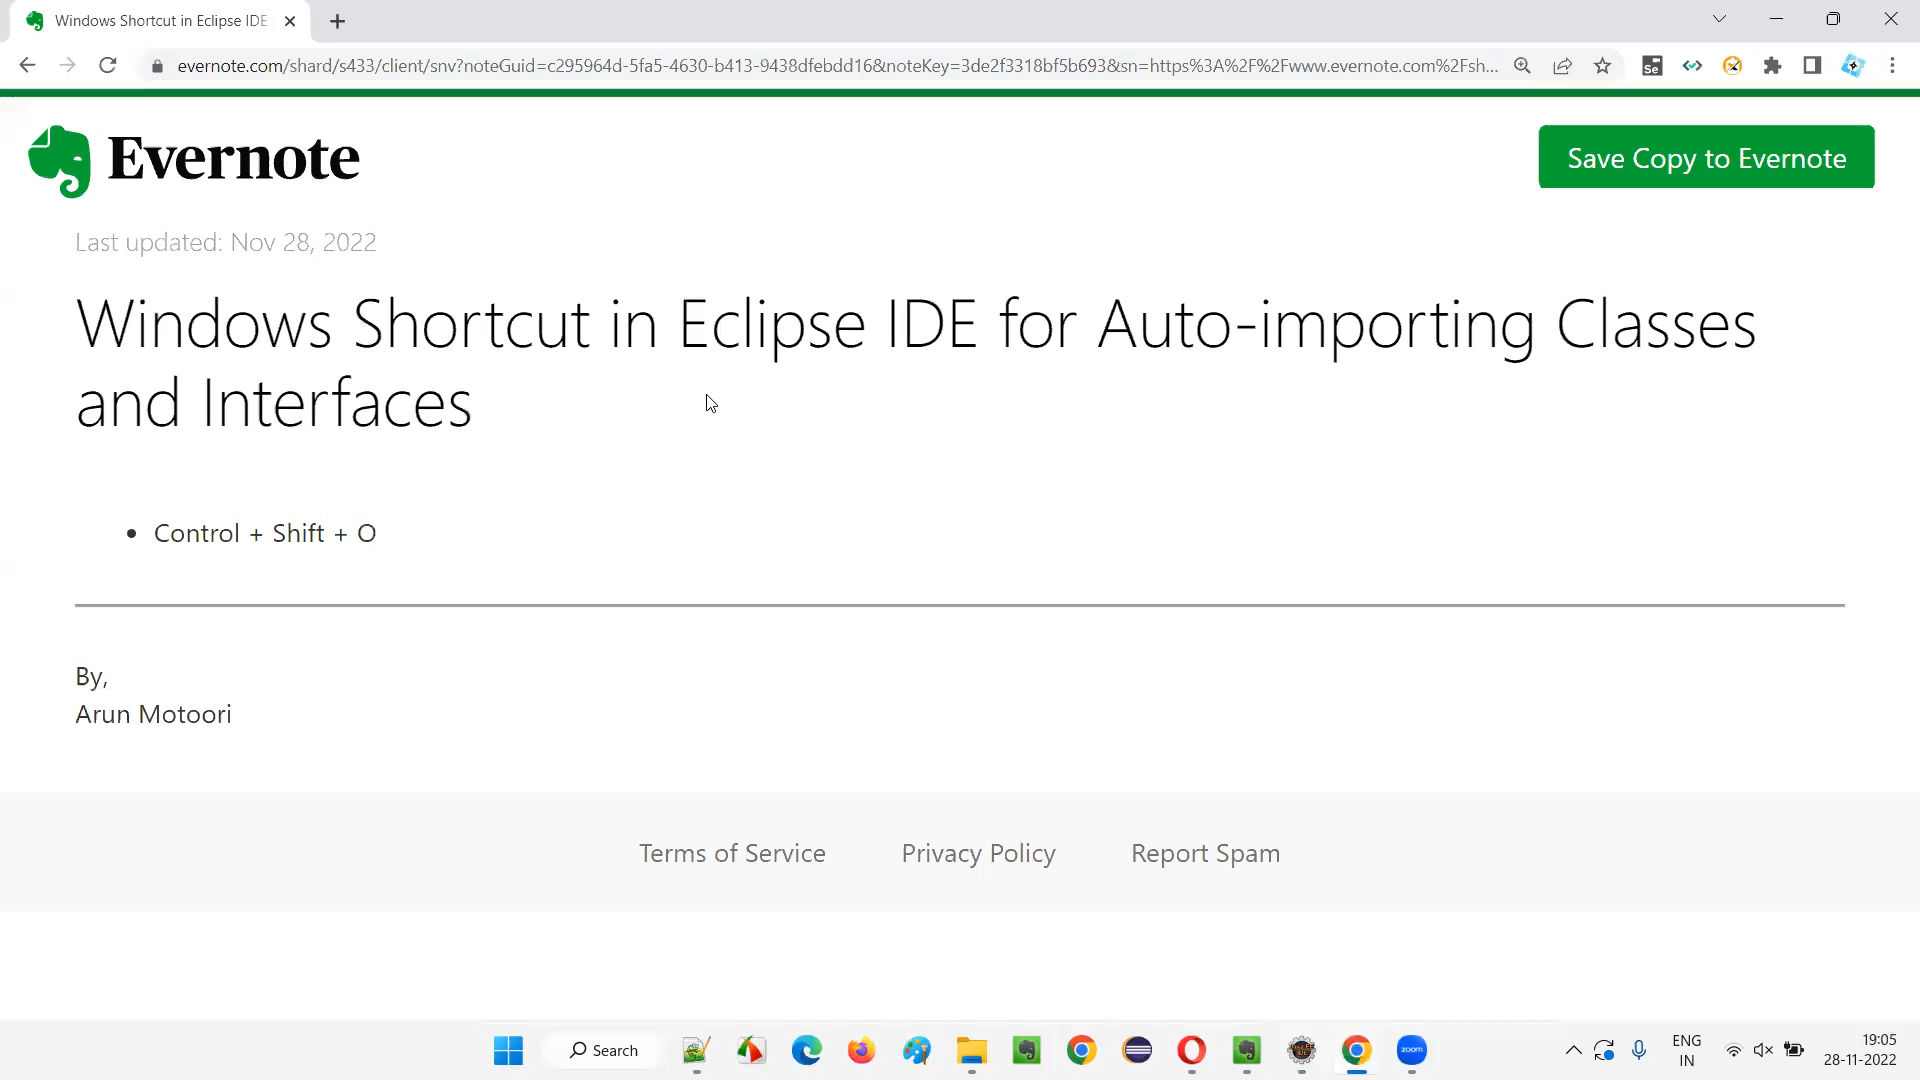 Windows Shortcut in Eclipse IDE
evernote.com/shard/s433/client/snv?noteGuid=c295964d-5fa5-4630-b413-9438dfebdd16&noteKey=3de2f3318bf5b693&sn=https%3A%2F%2Fwww.evernote.com%2Fsh...
Se
Evernote
Save Copy to Evernote
Last updated: Nov 28, 2022
Windows Shortcut in Eclipse IDE for Auto-importing Classes
and Interfaces
• Control + Shift + O
By,
Arun Motoori
Terms of Service Privacy Policy Report Spam
Search
zoom
ENG
IN
19:05
28-11-2022